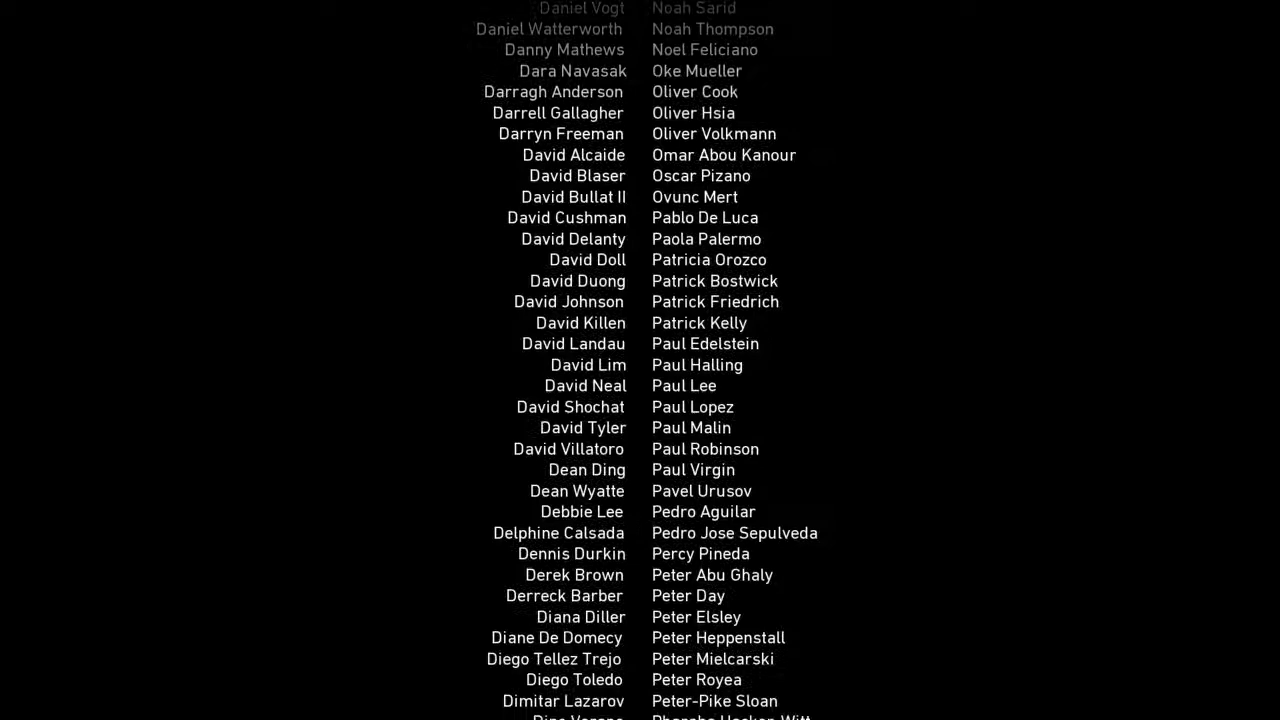 Daniel Vogt Noah Sarid
Daniel Watterworth Noah Thompson
Danny Mathews Noel Feliciano
Dara Navasak Oke Mueller
Darragh Anderson Oliver Cook
Darrell Gallagher Oliver Hsia
Darryn Freeman Oliver Volkmann
David Alcaide Omar Abou Kanour
David Blaser Oscar Pizano
David Bullat II Ovunc Mert
David Cushman Pablo De Luca
David Delanty Paola Palermo
David Doll Patricia Orozco
David Duong Patrick Bostwick
David Johnson Patrick Friedrich
David Killen Patrick Kelly
David Landau Paul Edelstein
David Lim Paul Halling
David Neal Paul Lee
David Shochat Paul Lopez
David Tyler Paul Malin
David Villatoro Paul Robinson
Dean Ding Paul Virgin
Dean Wyatte Pavel Urusov
Debbie Lee Pedro Aguilar
Delphine Calsada Pedro Jose Sepulveda
Dennis Durkin Percy Pineda
Derek Brown Peter Abu Ghaly
Derreck Barber Peter Day
Diana Diller Peter Elsley
Diane De Domecy Peter Heppenstall
Diego Tellez Trejo Peter Mielcarski
Diego Toledo Peter Royea
Dimitar Lazarov Peter-Pike Sloan